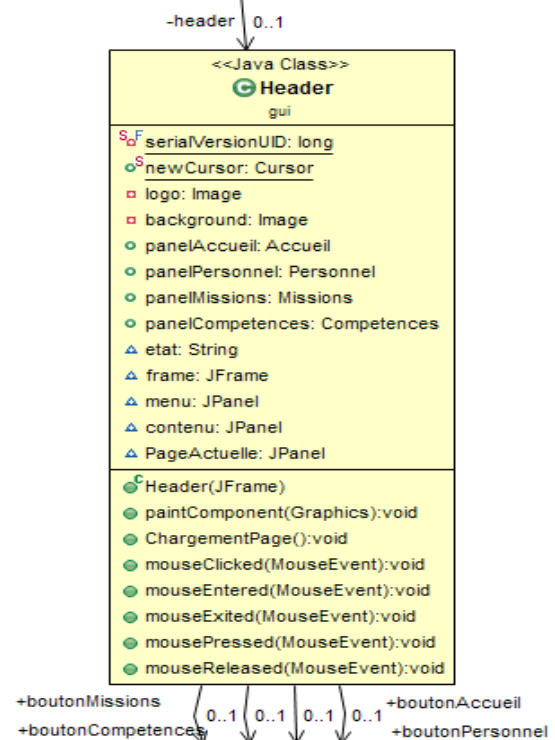 -header 0..1
<<Java Class>>
C Header
gui
S F serialVersionUID: long
S newCursor: Cursor
logo: Image
background: Image
panelAccueil: Accueil
panelPersonnel: Personnel
panelMissions: Missions
panelCompetences: Competences
etat: String
frame: JFrame
menu: JPanel
contenu: JPanel
PageActuelle: JPanel
C Header(JFrame)
paintComponent(Graphics):void
ChargementPage():void
mouseClicked(MouseEvent):void
mouseEntered(MouseEvent):void
mouseExited(MouseEvent):void
mousePressed(MouseEvent):void
mouseReleased(MouseEvent):void
+boutonMissions 0..1 0..1 0..1 0..1 +boutonAccueil
+boutonCompetences +boutonPersonnel